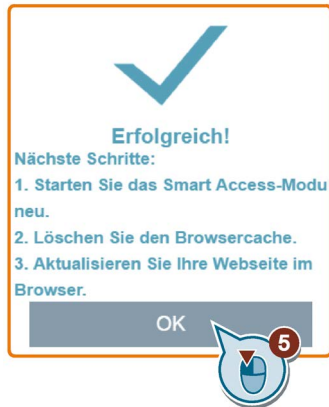 Erfolgreich!
Nächste Schritte:
1. Starten Sie das Smart Access-Modu
neu.
2. Löschen Sie den Browsercache.
3. Aktualisieren Sie Ihre Webseite im
Browser.
OK
5